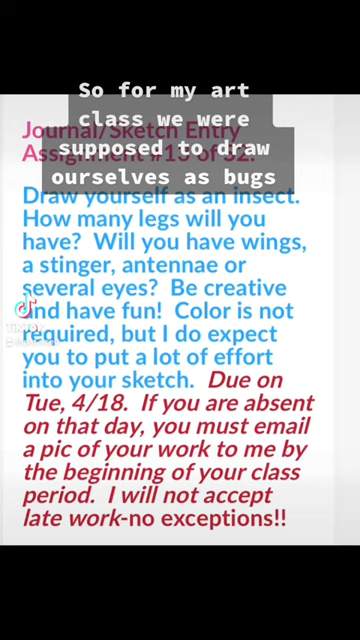 So for my art
class we were
supposed to draw
ourselves as bugs
Journal/Sketch Entry
Assignment #
of 32:
Draw yourself as an insect.
How many legs will you
have? Will you have wings,
a stinger, antennae or
several eyes? Be creative
and have fun! Color is not
required, but I do expect
you to put a lot of effort
into your sketch. Due on
Tue, 4/18. If you are absent
on that day, you must email
a pic of your work to me by
the beginning of your class
period. I will not accept
late work-no exceptions!!
TikTok